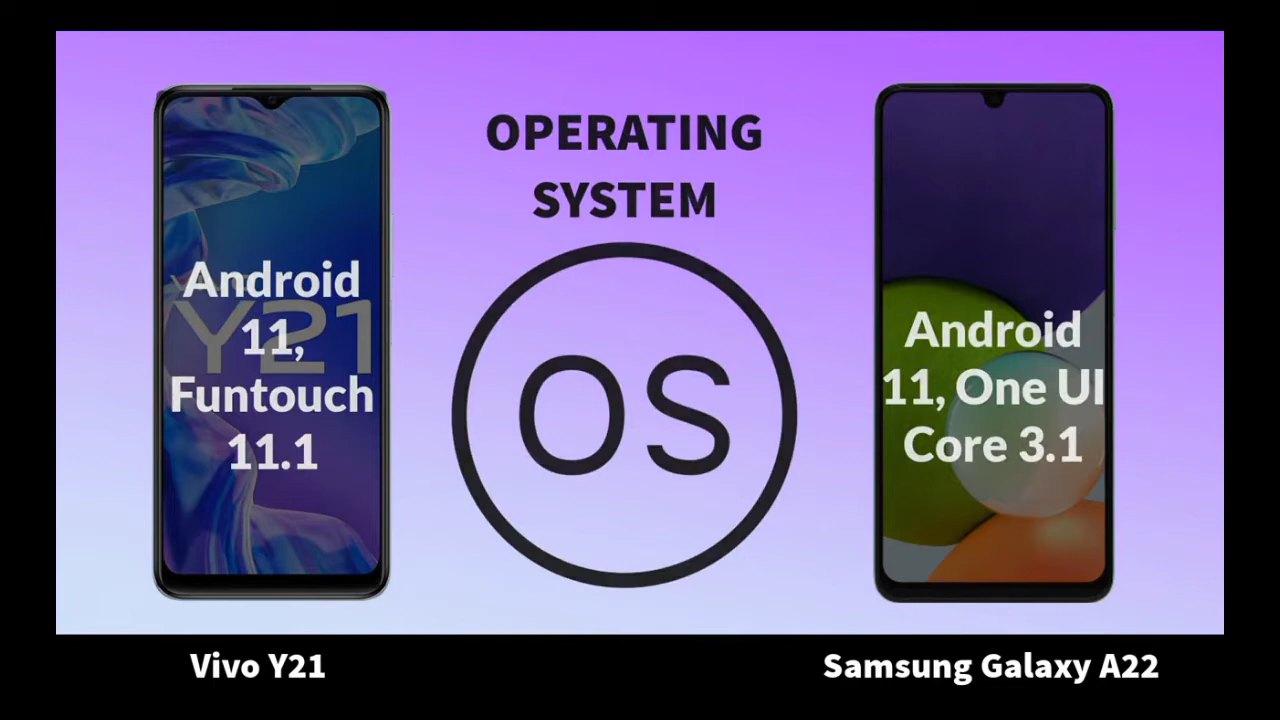 OPERATING
SYSTEM
Android
11,
Funtouch
11.1
Y21
OS
Android
11, One UI
Core 3.1
Vivo Y21
Samsung Galaxy A22